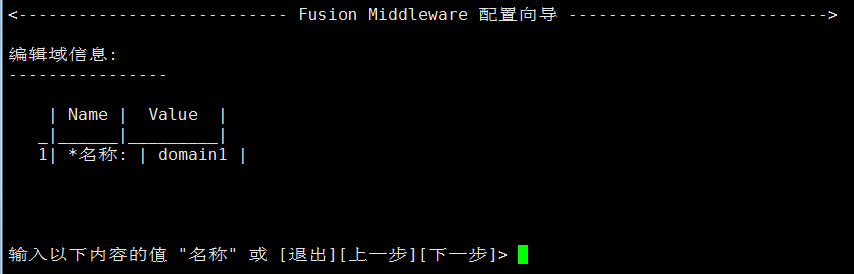 <--------------------------- Fusion Middleware 配置向导 -------------------------->
编辑域信息:
----------------
| Name | Value |
_|______|_________|
1| *名称: | domain1 |
输入以下内容的值 "名称" 或 [退出][上一步][下一步]>